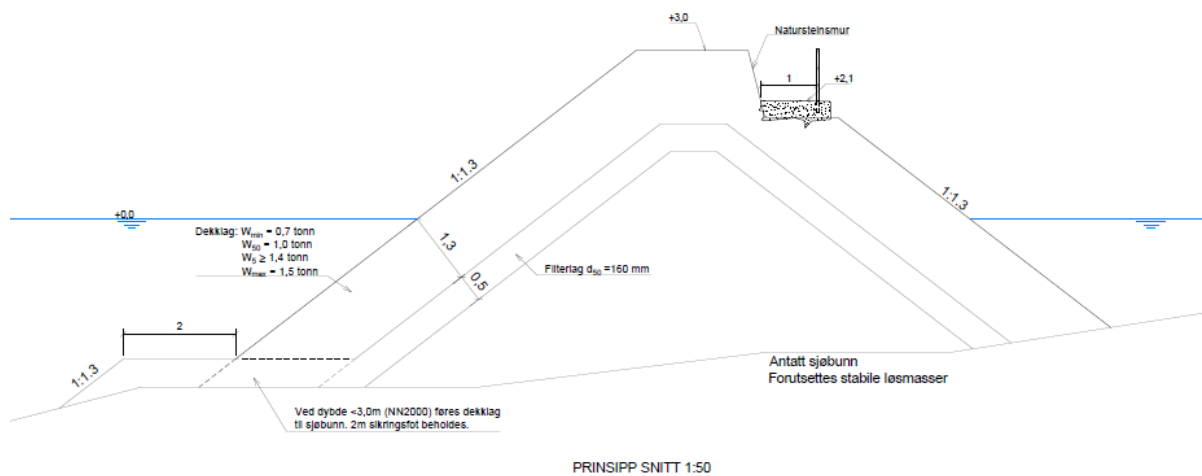 +3,0
Natursteinsmur
1
+2,1
1:1.3
1:1.3
+0,0
Dekklag: Wmin = 0,7 tonn
W50 = 1,0 tonn
W5 ≥ 1,4 tonn
Wmax = 1,5 tonn
1,3
0,5
Filterlag d50 =160 mm
2
1:1.3
Antatt sjøbunn
Forutsettes stabile løsmasser
Ved dybde <3,0m (NN2000) føres dekklag
til sjøbunn. 2m sikringsfot beholdes.
PRINSIPP SNITT 1:50